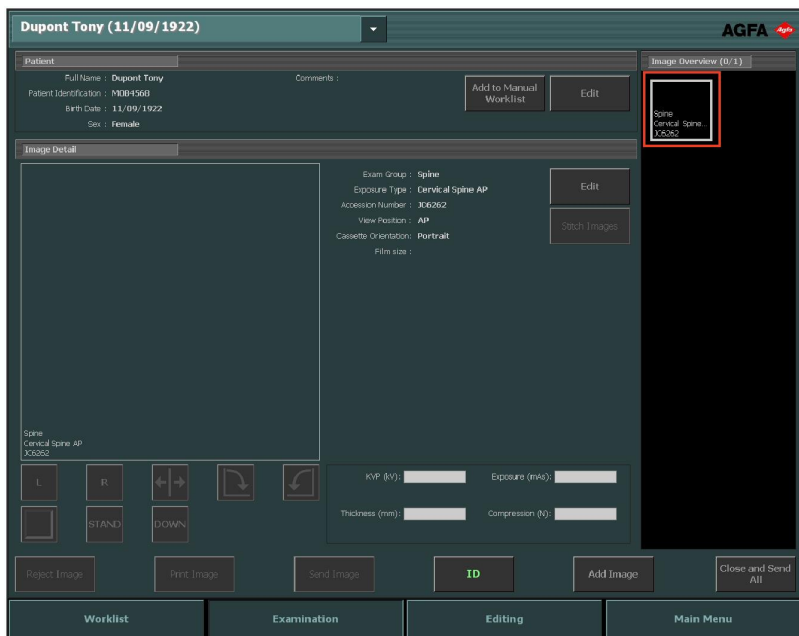 Dupont Tony (11/09/1922)
AGFA
Agfa
Patient
Full Name : Dupont Tony
Patient Identification : MOB4568
Birth Date : 11/09/1922
Sex : Female
Comments :
Add to Manual
Worklist
Edit
Image Overview (0/1)
Spine
Cervical Spine...
JC6262
Image Detail
Exam Group : Spine
Exposure Type : Cervical Spine AP
Accession Number : JC6262
View Position : AP
Cassette Orientation: Portrait
Film size :
Edit
Stitch Images
Spine
Cervical Spine AP
JC6262
L
R
STAND
DOWN
KVP (kV):
Exposure (mAs):
Thickness (mm):
Compression (N):
Reject Image
Print Image
Send Image
ID
Add Image
Close and Send
All
Worklist
Examination
Editing
Main Menu